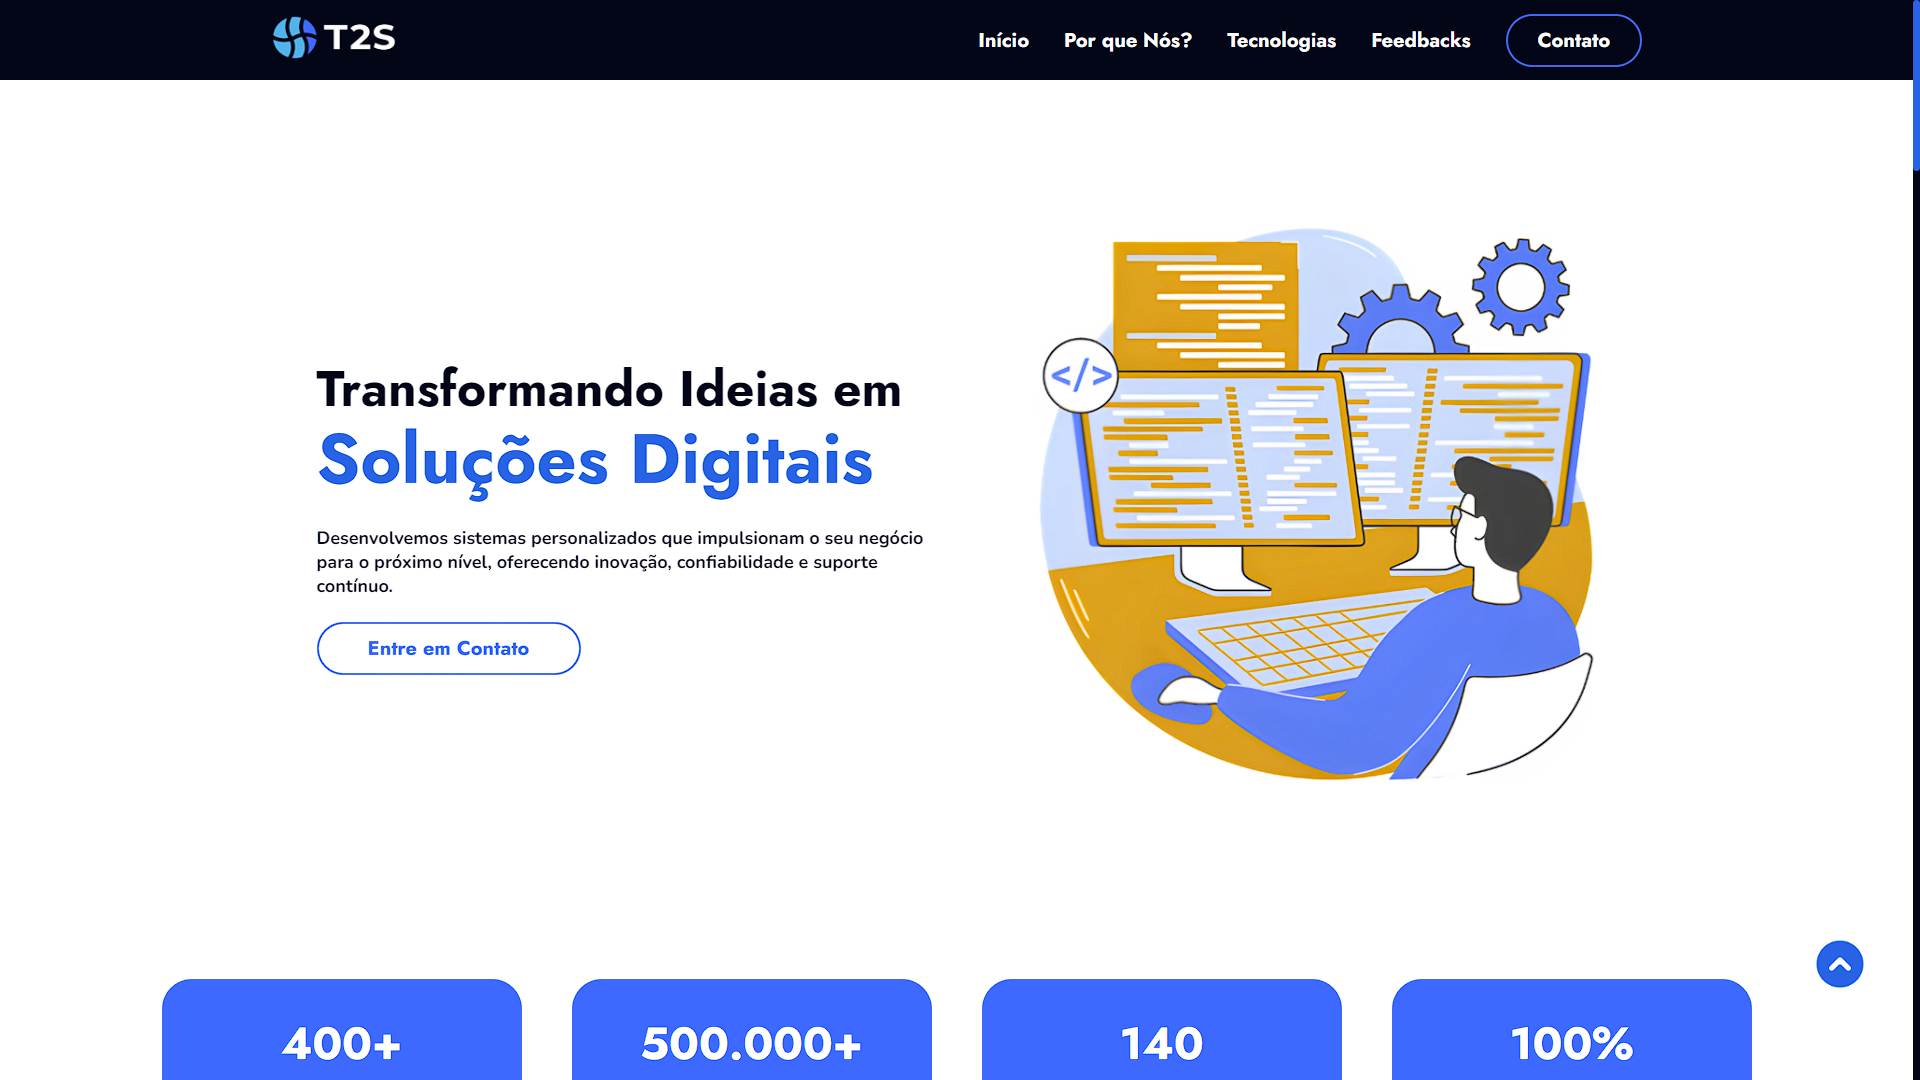 T2S
Início
Por que Nós?
Tecnologias
Feedbacks
Contato
Transformando Ideias em
Soluções Digitais
Desenvolvemos sistemas personalizados que impulsionam o seu negócio
para o próximo nível, oferecendo inovação, confiabilidade e suporte
contínuo.
Entre em Contato
</>
400+
500.000+
140
100%